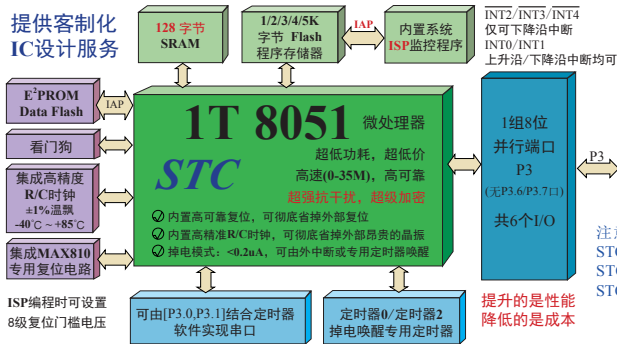 提供客制化
IC设计服务
128 字节
SRAM
1/2/3/4/5K
字节 Flash
程序存储器
IAP
内置系统
ISP监控程序
INT2/INT3/INT4
仅可下降沿中断
INT0/INT1
上升沿/下降沿中断均可
E²PROM
Data Flash
IAP
看门狗
集成高精度
R/C时钟
±1%温飘
-40℃ ~ +85℃
集成MAX810
专用复位电路
ISP编程时可设置
8级复位门槛电压
1T 8051 微处理器
STC
超低功耗，超低价
高速(0-35M)，高可靠
超强抗干扰，超级加密
内置高可靠复位，可彻底省掉外部复位
内置高精准R/C时钟，可彻底省掉外部昂贵的晶振
掉电模式：<0.2uA，可由外中断或专用定时器唤醒
可由[P3.0,P3.1]结合定时器
软件实现串口
定时器0/定时器2
掉电唤醒专用定时器
1组8位
并行端口
P3
(无P3.6/P3.7口)
共6个I/O
P3
提升的是性能
降低的是成本
注
STC
STC
STC